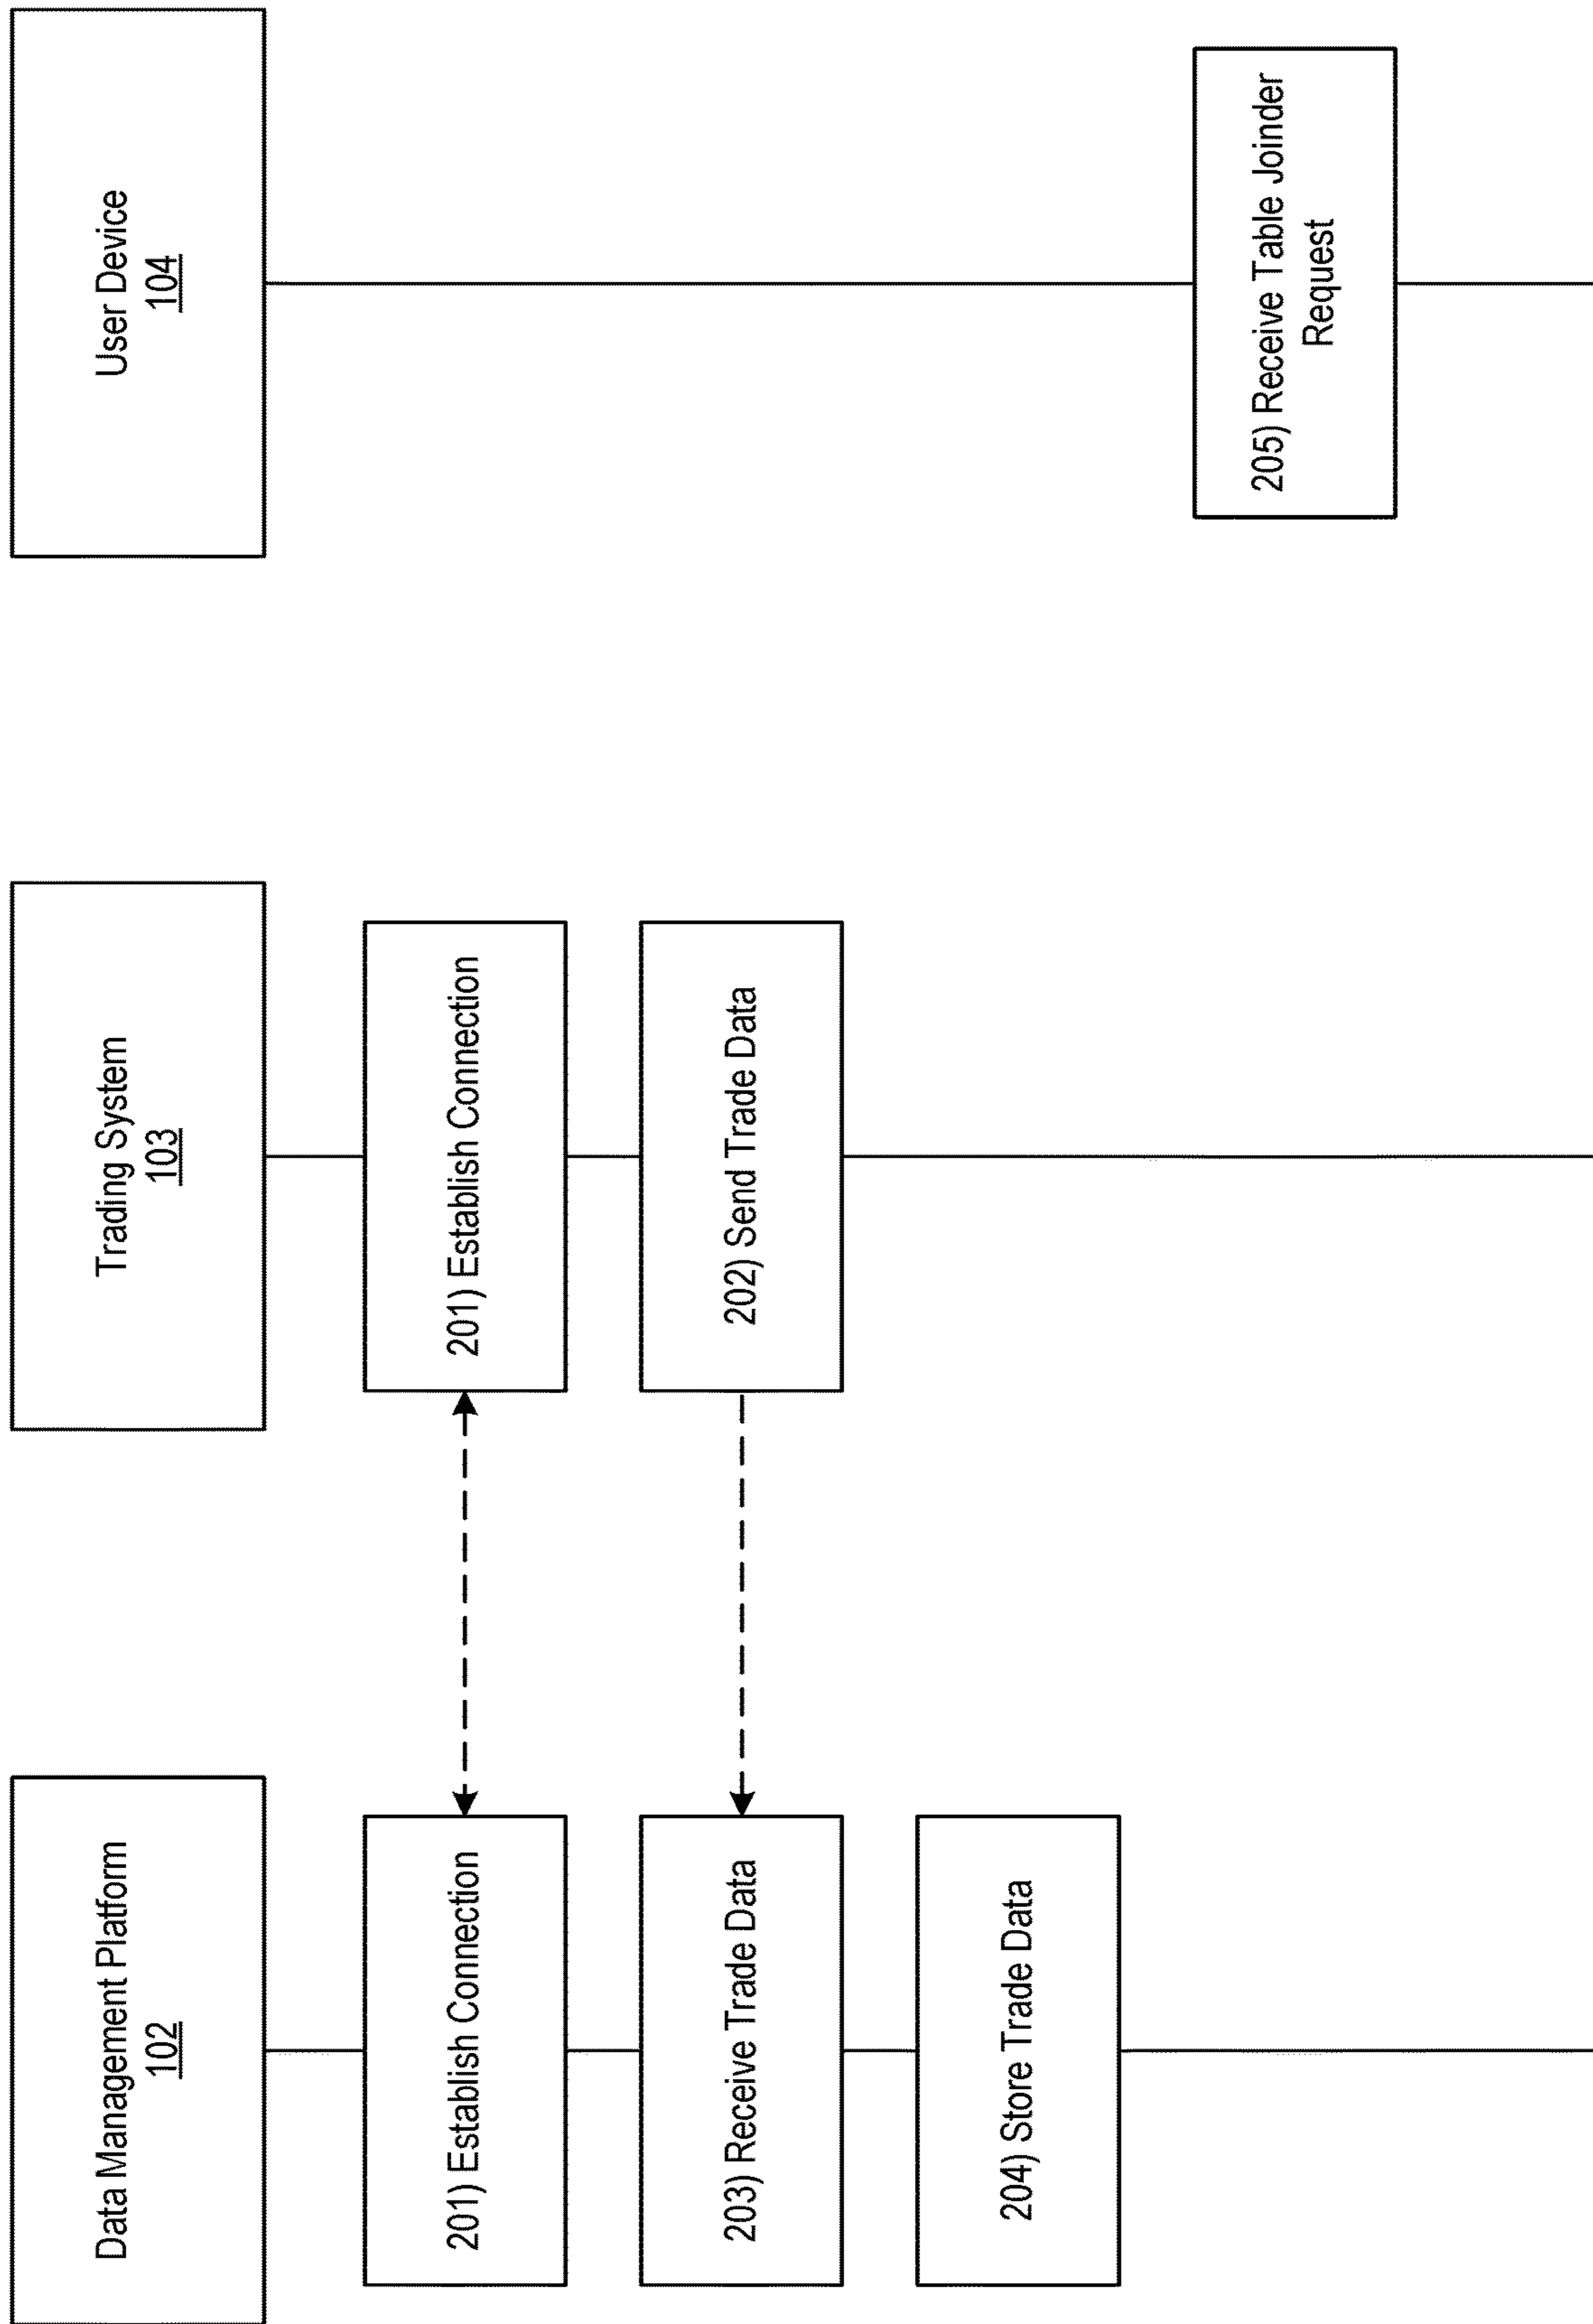 Data Management Platform
102
Trading System
103
User Device
104
201) Establish Connection
201) Establish Connection
203) Receive Trade Data
202) Send Trade Data
204) Store Trade Data
205) Receive Table Joinder
Request